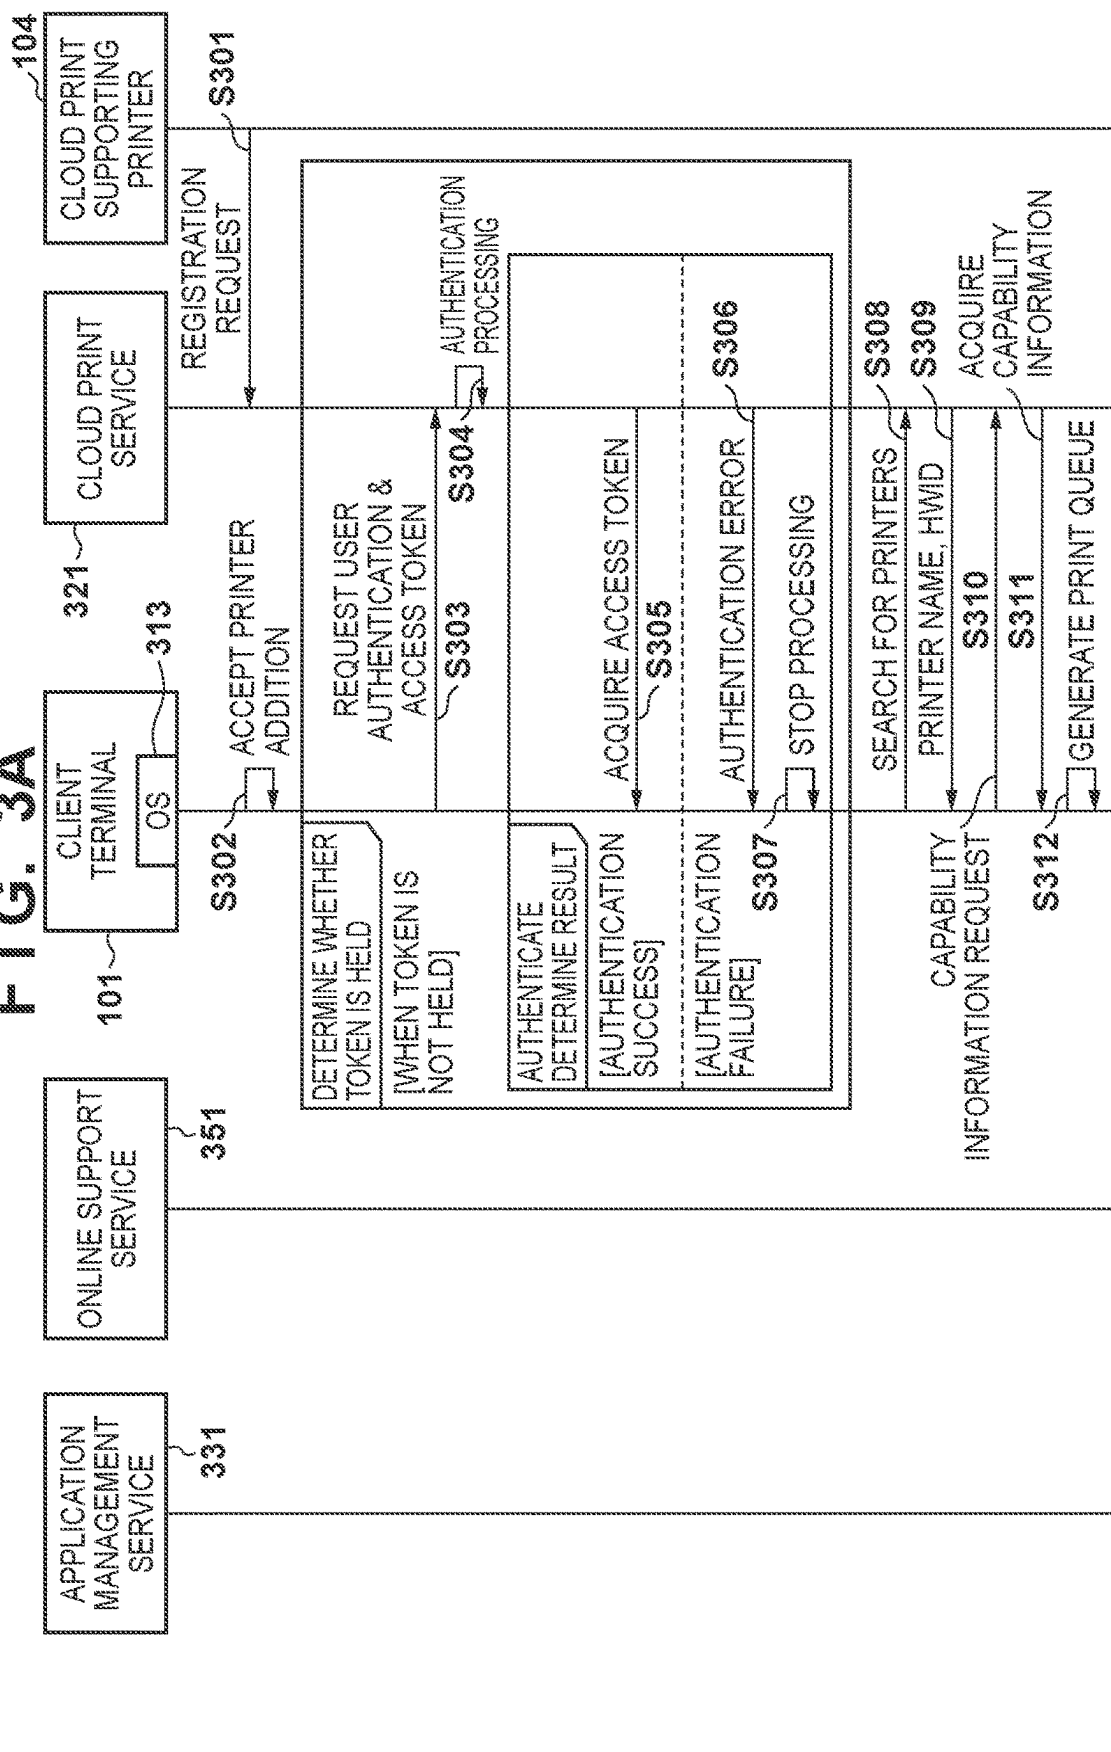 FIG. 3A
APPLICATION
MANAGEMENT
SERVICE
331
ONLINE SUPPORT
SERVICE
351
CLIENT
TERMINAL
OS
101
313
CLOUD PRINT
SERVICE
321
CLOUD PRINT
SUPPORTING
PRINTER
104
REGISTRATION
REQUEST
S301
S302
ACCEPT PRINTER
ADDITION
DETERMINE WHETHER
TOKEN IS HELD
[WHEN TOKEN IS
NOT HELD]
REQUEST USER
AUTHENTICATION &
ACCESS TOKEN
S303
AUTHENTICATION
PROCESSING
S304
AUTHENTICATE
DETERMINE RESULT
[AUTHENTICATION
SUCCESS]
ACQUIRE ACCESS TOKEN
S305
[AUTHENTICATION
FAILURE]
AUTHENTICATION ERROR
S306
S307
STOP PROCESSING
SEARCH FOR PRINTERS
S308
PRINTER NAME, HWID
S309
CAPABILITY
INFORMATION REQUEST
S310
ACQUIRE
CAPABILITY
INFORMATION
S311
S312
GENERATE PRINT QUEUE